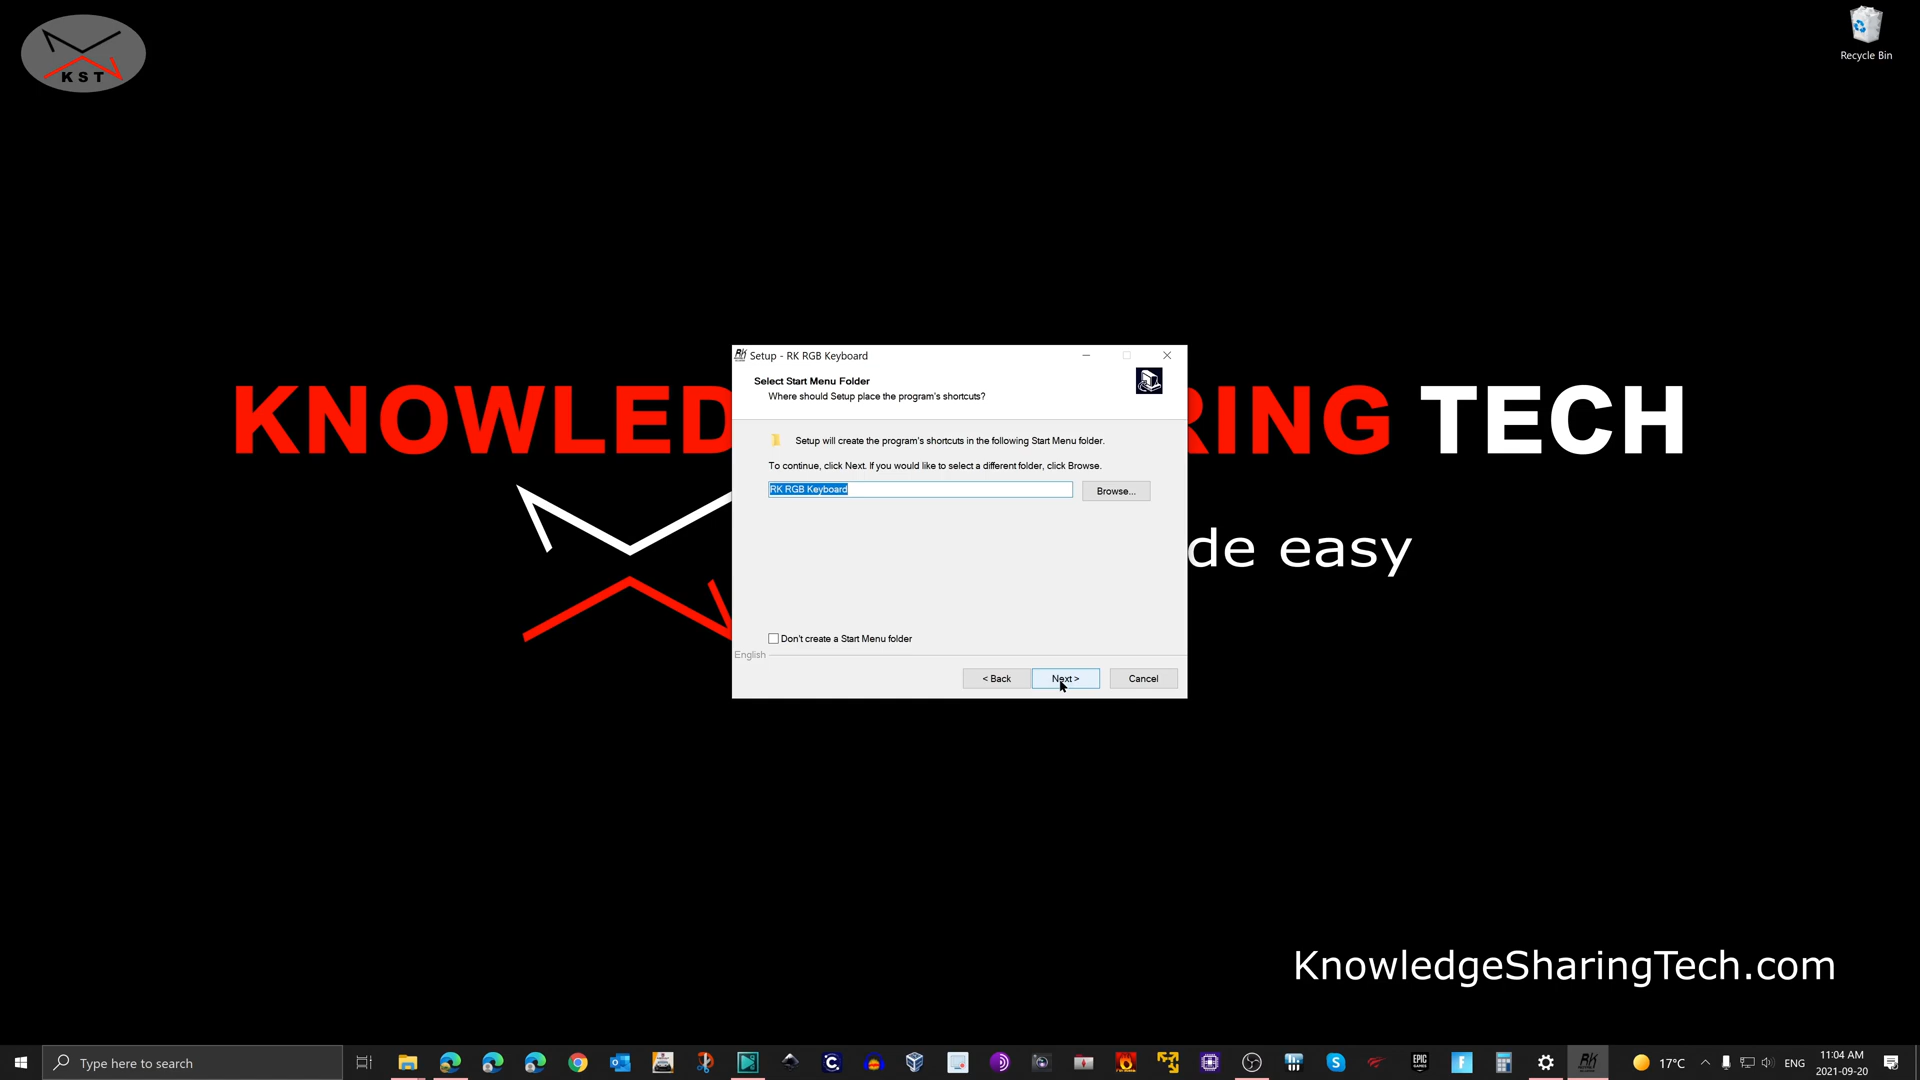 KST
Recycle Bin
Setup - RK RGB Keyboard
Select Start Menu Folder
Where should Setup place the program's shortcuts?
Setup will create the program's shortcuts in the following Start Menu folder.
To continue, click Next. If you would like to select a different folder, click Browse.
RK RGB Keyboard
Browse...
Don't create a Start Menu folder
English
< Back
Next >
Cancel
KNOWLED
RING TECH
de easy
KnowledgeSharingTech.com
Type here to search
EPIC GAMES
17°C
ENG
11:04 AM
2021-09-20